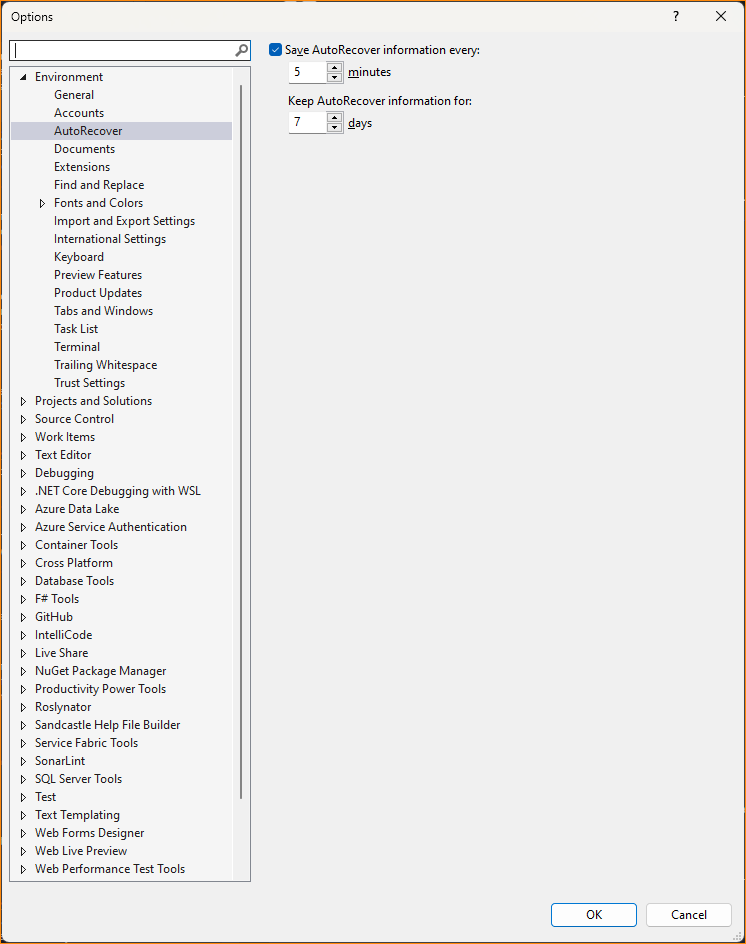 Options
?
Environment
General
Accounts
AutoRecover
Documents
Extensions
Find and Replace
Fonts and Colors
Import and Export Settings
International Settings
Keyboard
Preview Features
Product Updates
Tabs and Windows
Task List
Terminal
Trailing Whitespace
Trust Settings
Projects and Solutions
Source Control
Work Items
Text Editor
Debugging
.NET Core Debugging with WSL
Azure Data Lake
Azure Service Authentication
Container Tools
Cross Platform
Database Tools
F# Tools
GitHub
IntelliCode
Live Share
NuGet Package Manager
Productivity Power Tools
Roslynator
Sandcastle Help File Builder
Service Fabric Tools
SonarLint
SQL Server Tools
Test
Text Templating
Web Forms Designer
Web Live Preview
Web Performance Test Tools
Save AutoRecover information every:
5 minutes
Keep AutoRecover information for:
7 days
OK Cancel